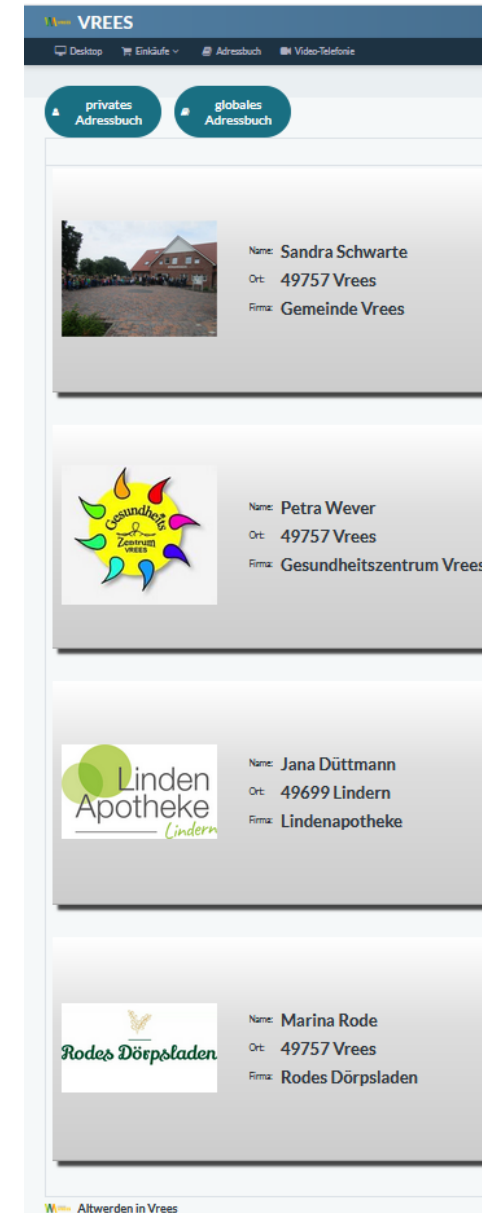 VREES
Desktop Einkäufe Adressbuch Video-Telefonie
privates Adressbuch
globales Adressbuch
Name: Sandra Schwarte
Ort: 49757 Vrees
Firma: Gemeinde Vrees
Gesundheits
Zentrum
VREES
Name: Petra Wever
Ort: 49757 Vrees
Firma: Gesundheitszentrum Vrees
Linden
Apotheke
Lindern
Name: Jana Düttmann
Ort: 49699 Lindern
Firma: Lindenapotheke
Rodes Dörpsladen
Name: Marina Rode
Ort: 49757 Vrees
Firma: Rodes Dörpsladen
Altwerden in Vrees